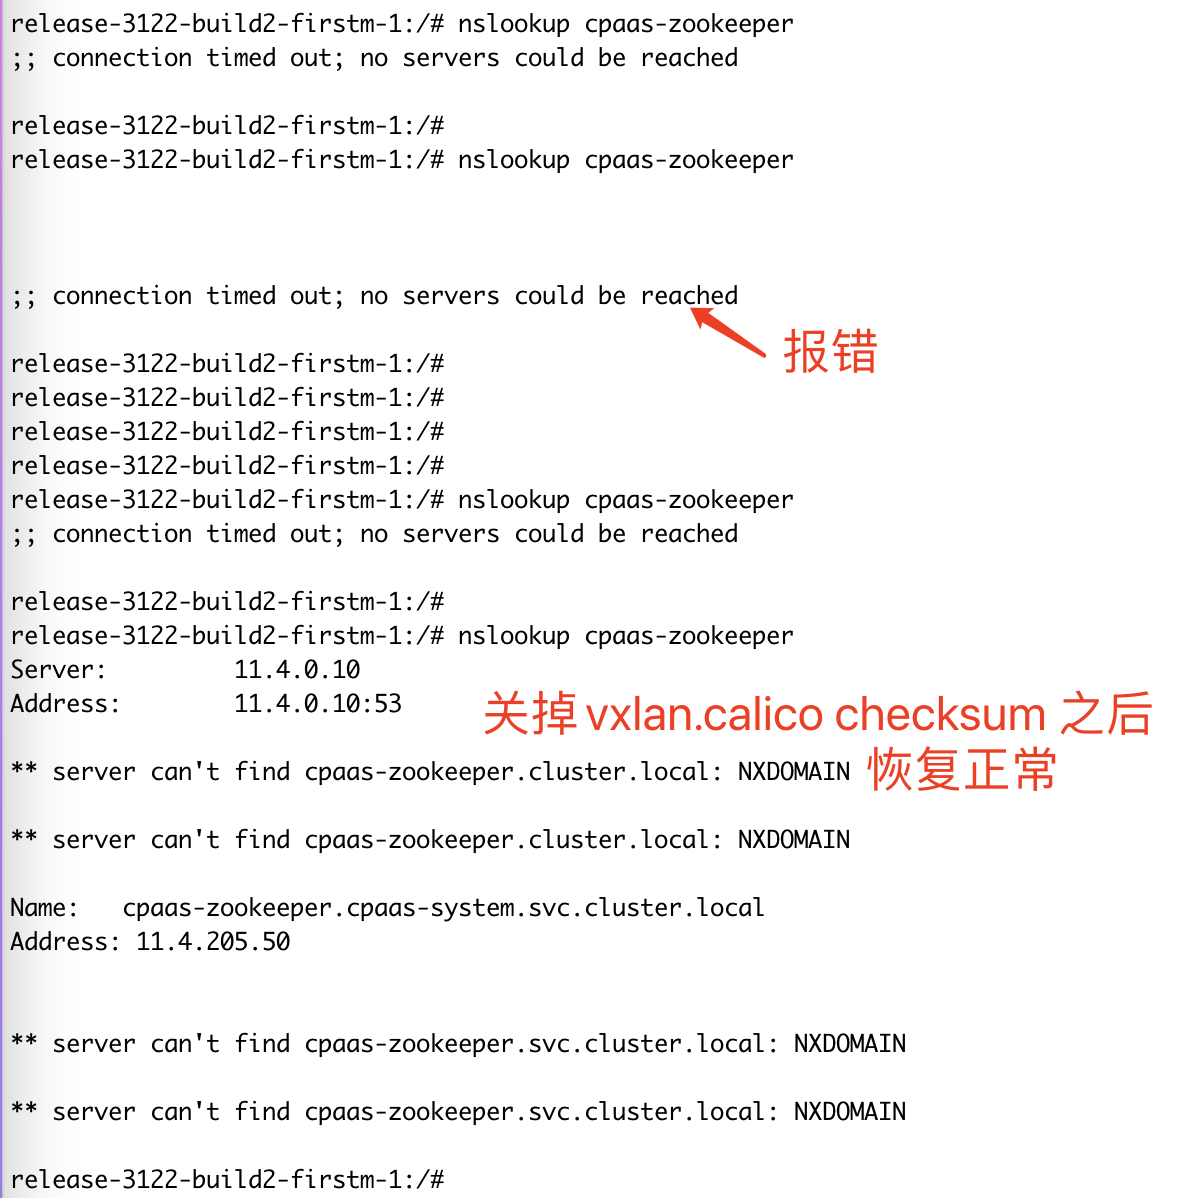 release-3122-build2-firstm-1:/# nslookup cpaas-zookeeper
;; connection timed out; no servers could be reached
release-3122-build2-firstm-1:/#
release-3122-build2-firstm-1:/# nslookup cpaas-zookeeper
;; connection timed out; no servers could be reached
报错
release-3122-build2-firstm-1:/#
release-3122-build2-firstm-1:/#
release-3122-build2-firstm-1:/#
release-3122-build2-firstm-1:/#
release-3122-build2-firstm-1:/# nslookup cpaas-zookeeper
;; connection timed out; no servers could be reached
release-3122-build2-firstm-1:/#
release-3122-build2-firstm-1:/# nslookup cpaas-zookeeper
Server: 11.4.0.10
Address: 11.4.0.10:53
关掉 vxlan.calico checksum 之后
恢复正常
** server can't find cpaas-zookeeper.cluster.local: NXDOMAIN
** server can't find cpaas-zookeeper.cluster.local: NXDOMAIN
Name: cpaas-zookeeper.cpaas-system.svc.cluster.local
Address: 11.4.205.50
** server can't find cpaas-zookeeper.svc.cluster.local: NXDOMAIN
** server can't find cpaas-zookeeper.svc.cluster.local: NXDOMAIN
release-3122-build2-firstm-1:/#